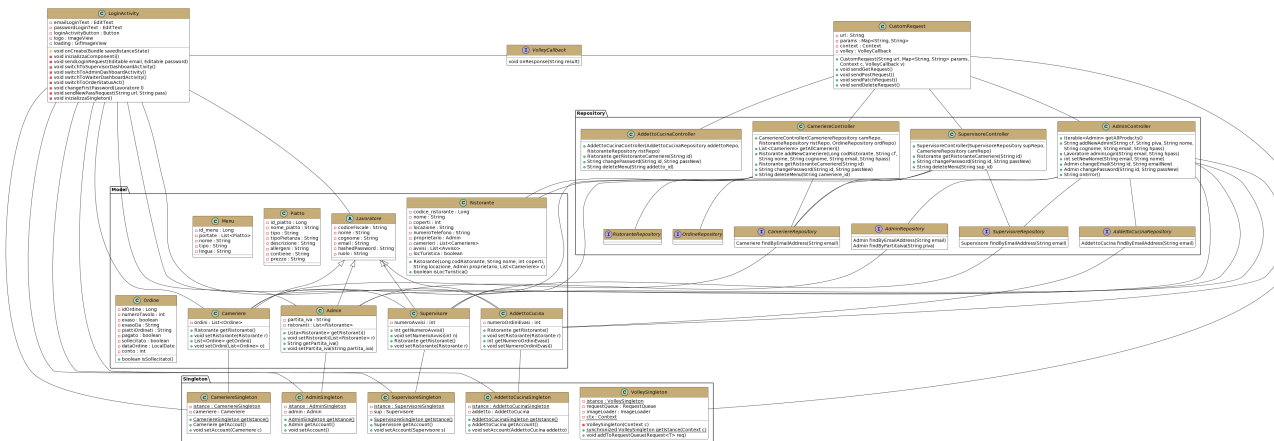 LoginActivity
emailLoginText : EditText
passwordLoginText : EditText
loginActivityButton : Button
logo : ImageView
loading : GifImageView
void onCreate(Bundle savedIstanceState)
void inizializzaComponenti()
void sendLoginRequest(Editable email, Editable password)
void switchToSupervisorDashboardActivity()
void switchToAdminDashboardActivity()
void switchToWaiterDashboardActivity()
void switchToOrderStatusAct()
void changeFirstPassword(Lavoratore l)
void sendNewPassRequest(String url, String pass)
void inizializzaSingleton()
VolleyCallback
void onResponse(String result)
CustomRequest
url : String
params : Map<String, String>
context : Context
volley : VolleyCallback
CustomRequest(String url, Map<String, String> params,
Context c, VolleyCallback v)
void sendGetRequest()
void sendPostRequest()
void sendPatchRequest()
void sendDeleteRequest()
Repository
AddettoCucinaController
AddettoCucinaController(AddettoCucinaRepository addettoRepo,
RistoranteRepository ristRepo)
Ristorante getRistoranteCameriere(String id)
String changePassword(String id, String passNew)
String deleteMenu(String addetto_id)
CameriereController
CameriereController(CameriereRepository camRepo,
RistoranteRepository ristRepo, OrdineRepository ordRepo)
List<Cameriere> getAllCamerieri()
Ristorante addNewCameriere(Long codRistorante, String cf,
String nome, String cognome, String email, String hpass)
Ristorante getRistoranteCameriere(String id)
String changePassword(String id, String passNew)
String deleteMenu(String cameriere_id)
SupervisoreController
SupervisoreController(SupervisoreRepository supRepo,
CameriereRepository camRepo)
Ristorante getRistoranteCameriere(String id)
String changePassword(String id, String passNew)
String deleteMenu(String sup_id)
AdminController
Iterable<Admin> getAllProducts()
String addNewAdmin(String cf, String piva, String nome,
String cognome, String email, String hpass)
Lavoratore adminLogin(String email, String hpass)
int setNewNome(String email, String nome)
Admin changeEmail(String id, String emailNew)
Admin changePassword(String id, String passNew)
String onError()
RistoranteRepository
OrdineRepository
CameriereRepository
Cameriere findByEmailAddress(String email)
AdminRepository
Admin findByEmailAddress(String email)
Admin findByPartitaIva(String piva)
SupervisoreRepository
Supervisore findByEmailAddress(String email)
AddettoCucinaRepository
AddettoCucina findByEmailAddress(String email)
Model
Menu
id_menu : Long
portate : List<Piatto>
nome : String
tipo : String
lingua : String
Piatto
id_piatto : Long
nome_piatto : String
tipo : String
tipoPietanza : String
descrizione : String
allergeni : String
contiene : String
prezzo : String
Lavoratore
codiceFiscale : String
nome : String
cognome : String
email : String
hashedPassword : String
ruolo : String
Ristorante
codice_ristorante : Long
nome : String
coperti : int
locazione : String
numeroTelefono : String
proprietario : Admin
camerieri : List<Cameriere>
avvisi : List<Avviso>
locTuristica : boolean
Ristorante(Long codRistorante, String nome, int coperti,
String locazione, Admin proprietario, List<Cameriere> c)
boolean isLocTuristica()
Ordine
idOrdine : Long
numeroTavolo : int
evaso : boolean
evasoDa : String
piattiOrdinati : String
pagato : boolean
sollecitato : boolean
dataOrdine : LocalDate
conto : int
boolean isSollecitato()
Cameriere
ordini : List<Ordine>
Ristorante getRistorante()
void setRistorante(Ristorante r)
List<Ordine> getOrdini()
void setOrdini(List<Ordine> o)
Admin
partita_iva : String
ristoranti : List<Ristorante>
Lista<Ristorante> getRistoranti()
void setRistoranti(List<Ristorante> r)
String getPartita_iva()
void setPartita_iva(String partita_iva)
Supervisore
numeroAvvisi : int
int getNumeroAvvisi()
void setNumeroAvvisi(int n)
Ristorante getRistorante()
void setRistorante(Ristorante r)
AddettoCucina
numeroOrdiniEvasi : int
Ristorante getRistorante()
void setRistorante(Ristorante r)
int getNumeroOrdiniEvasi()
void setNumeroOrdiniEvasi()
Singleton
CameriereSingleton
istance : CameriereSingleton
cameriere : Cameriere
CameriereSingleton getIstance()
Cameriere getAccout()
void setAccount(Cameriere c)
AdminSingleton
istance : AdminSingleton
admin : Admin
AdminSingleton getIstance()
Admin getAccount()
void setAccount()
SupervisoreSingleton
istance : SupervisoreSingleton
sup : Supervisore
SupervisoreSingleton getIstance()
Supervisore getAccount()
void setAccount(Supervisore s)
AddettoCucinaSingleton
istance : AddettoCucinaSingleton
addetto : AddettoCucina
AddettoCucinaSingleton getIstance()
AddettoCucina getAccount()
void setAccount(AddettoCucina addetto)
VolleySingleton
istance : VolleySingleton
requestQueue : RequestQueue
imageLoader : ImageLoader
ctx : Context
VolleySingleton(Context c)
synchronized VolleySingleton getIstance(Context c)
void addToRequestQueue(Request<T> req)